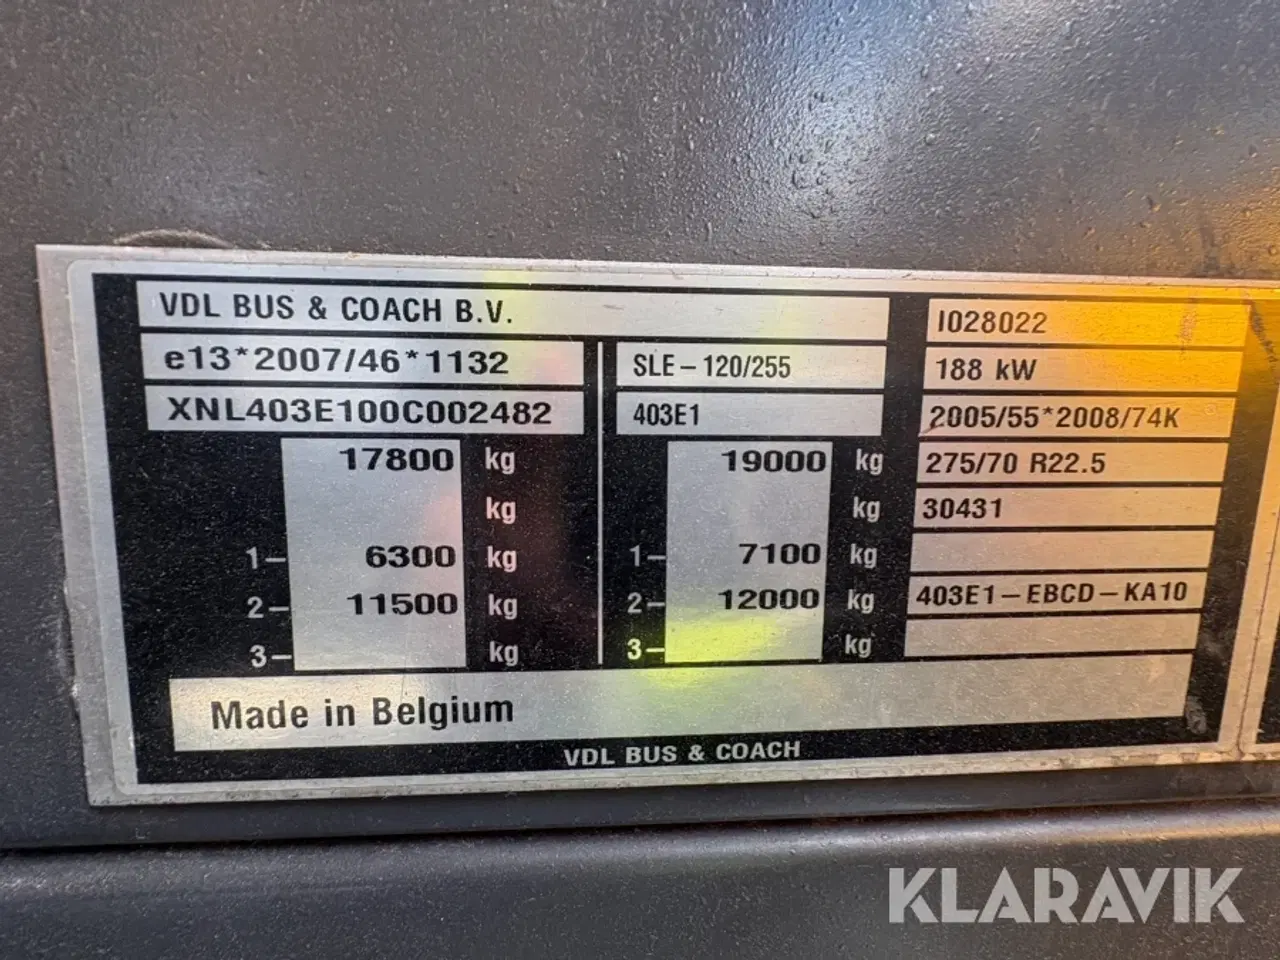 VDL BUS & COACH B.V.
e13*2007/46*1132
XNL403E100C002482
17800 kg
kg
1- 6300 kg
2- 11500 kg
3- kg
SLE-120/255
403E1
19000 kg
kg
1- 7100 kg
2- 12000 kg
3- kg
I028022
188 kW
2005/55*2008/74K
275/70 R22.5
30431
403E1-EBCD-KA10
Made in Belgium
VDL BUS & COACH
KLARAVIK